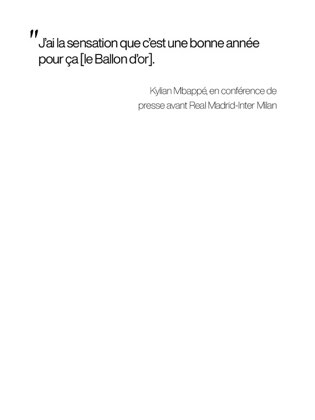 "J'ai la sensation que c'est une bonne année
pour ça [le Ballon d'or].
Kylian Mbappé, en conférence de
presse avant Real Madrid-Inter Milan